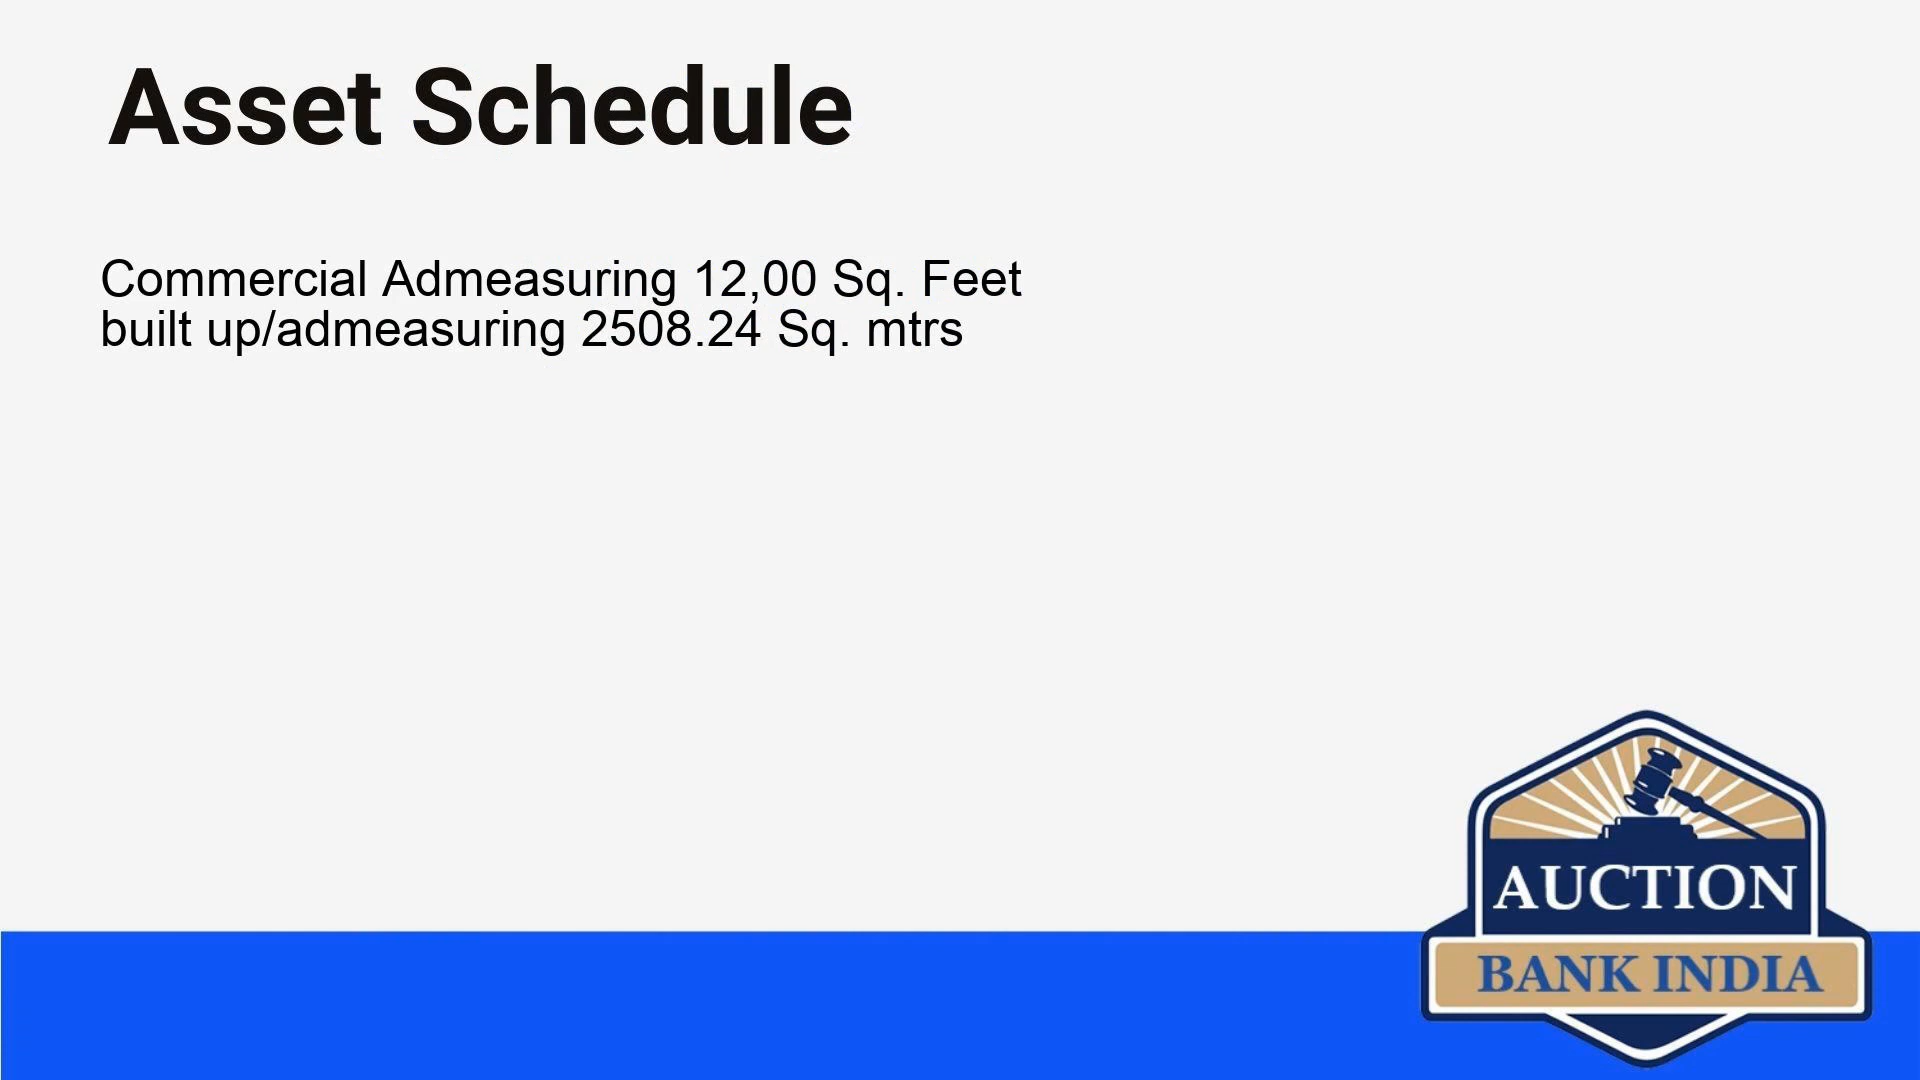 Asset Schedule
Commercial Admeasuring 12,00 Sq. Feet
built up/admeasuring 2508.24 Sq. mtrs
AUCTION
BANK INDIA